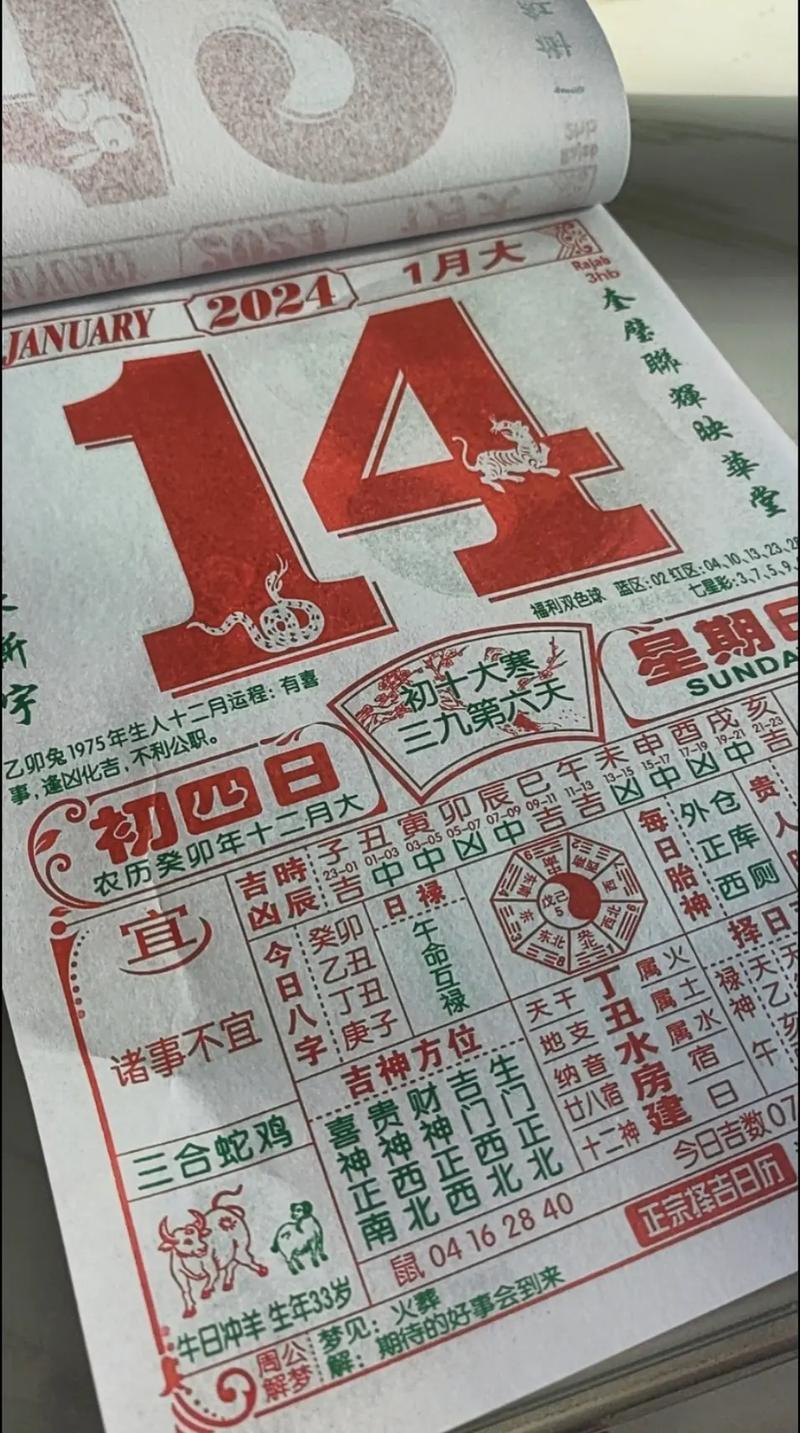 JANUARY 2024 1月大
Rajab
3hb
14
奎璧聯輝映華堂
福利双色球 蓝区:02 红区:04,10,13,23,2
七星彩:3,7,5,9
乙卯兔1975年生人十二月运程:有喜
事,逢凶化吉,不利公职。
初十大寒
三九第六天
星期日
SUNDA
初四日
农历癸卯年十二月大
吉凶 時辰
子 丑 寅 卯 辰 巳 午 未 申 酉 戌 亥
23-01 01-03 03-05 05-07 07-09 09-11 11-13 13-15 15-17 17-19 19-21 21-23
吉 中 中 凶 中 吉 吉 凶 中 凶 中 吉
宜
诸事不宜
今日八字
癸卯
乙丑
丁丑
庚子
日禄
午命互禄
每日胎神
外仓
正库
西厕
贵人
择日
禄神 午
天干 丁 属火
地支 丑 属土
纳音 水 属水
廿八宿 房宿
十二神 建日
吉神方位
喜神正南
贵神西北
财神正西
吉门西北
生门正北
三合蛇鸡
牛日冲羊 生年33岁
鼠 04 16 28 40
今日吉数07
正宗择吉日历
周公解梦
梦见:火葬
解:期待的好事会到来